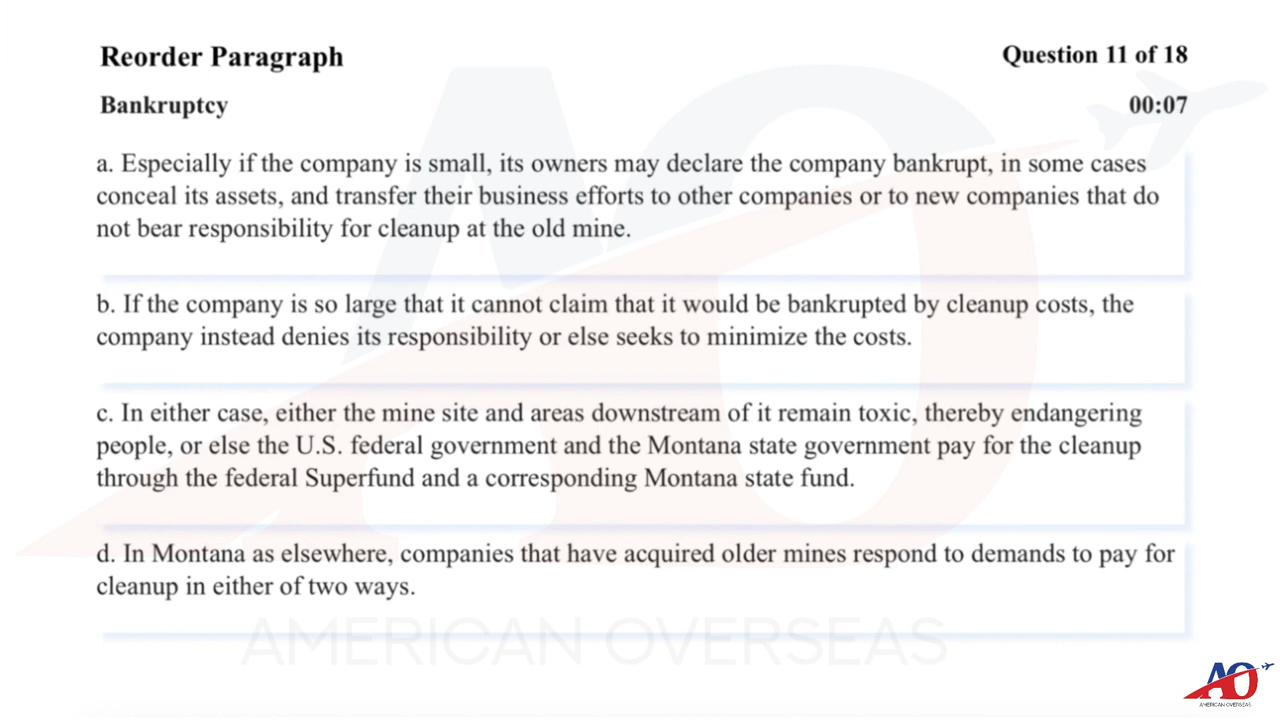 Reorder Paragraph
Question 11 of 18
Bankruptcy
00:07
a. Especially if the company is small, its owners may declare the company bankrupt, in some cases
conceal its assets, and transfer their business efforts to other companies or to new companies that do
not bear responsibility for cleanup at the old mine.
b. If the company is so large that it cannot claim that it would be bankrupted by cleanup costs, the
company instead denies its responsibility or else seeks to minimize the costs.
c. In either case, either the mine site and areas downstream of it remain toxic, thereby endangering
people, or else the U.S. federal government and the Montana state government pay for the cleanup
through the federal Superfund and a corresponding Montana state fund.
d. In Montana as elsewhere, companies that have acquired older mines respond to demands to pay for
cleanup in either of two ways.
AMERICAN OVERSEAS
AO
AMERICAN OVERSEAS